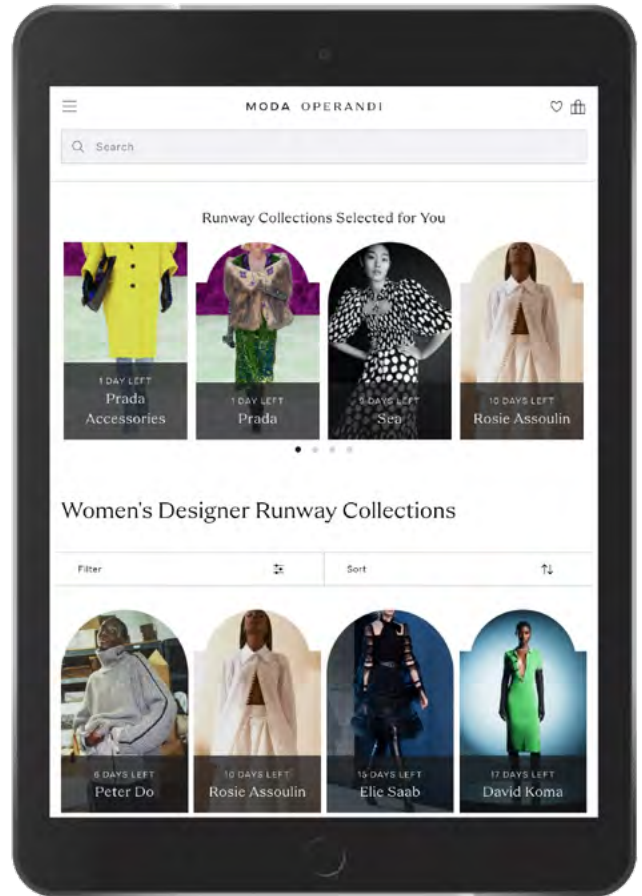 MODA OPERANDI
Search
Runway Collections Selected for You
1 DAY LEFT
Prada
Accessories
1 DAY LEFT
Prada
5 DAYS LEFT
Sea
10 DAYS LEFT
Rosie Assoulin
Women's Designer Runway Collections
Filter
Sort
6 DAYS LEFT
Peter Do
10 DAYS LEFT
Rosie Assoulin
15 DAYS LEFT
Elie Saab
17 DAYS LEFT
David Koma